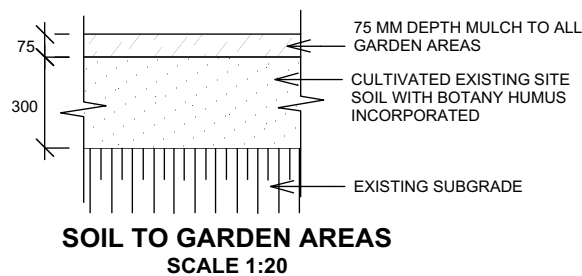 75
300
75 MM DEPTH MULCH TO ALL
GARDEN AREAS
CULTIVATED EXISTING SITE
SOIL WITH BOTANY HUMUS
INCORPORATED
EXISTING SUBGRADE
SOIL TO GARDEN AREAS
SCALE 1:20